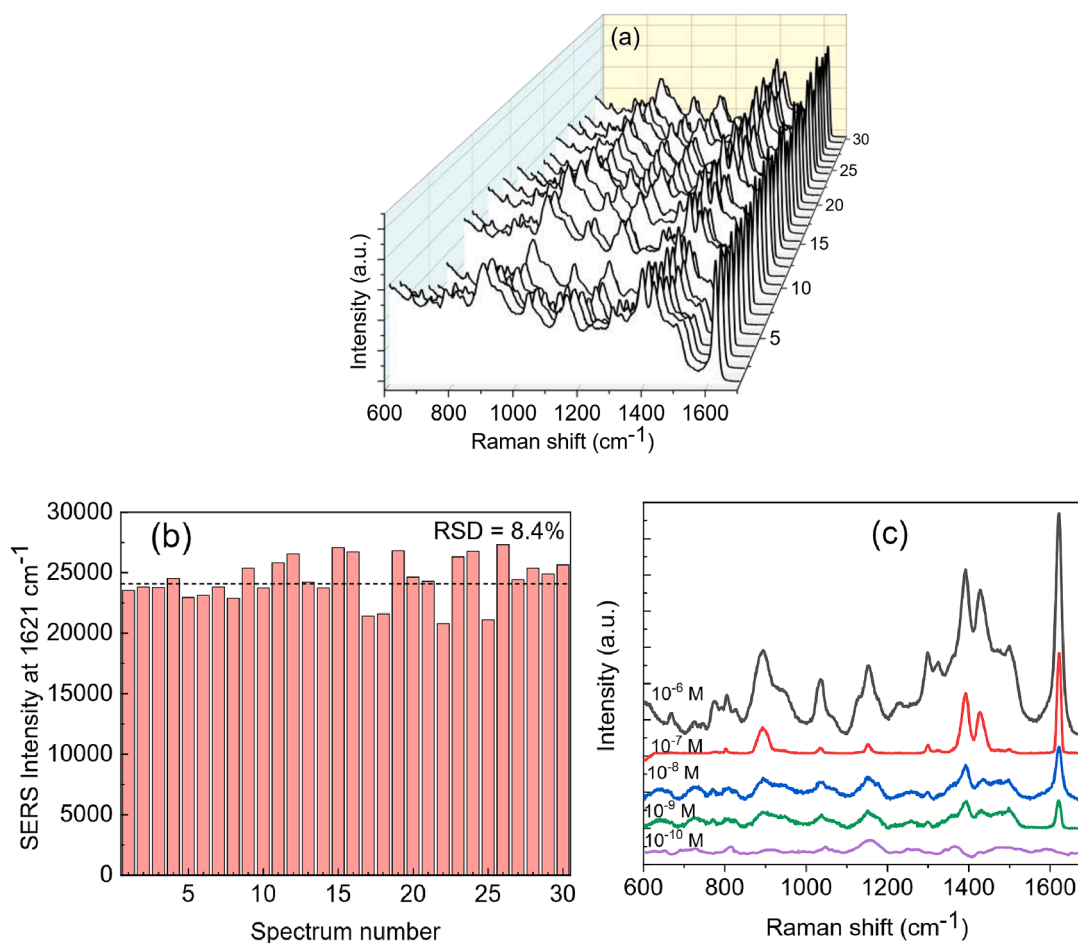 (a)
Intensity (a.u.)
30
25
20
15
10
5
600 800 1000 1200 1400 1600
Raman shift (cm⁻¹)
(b)
RSD = 8.4%
SERS Intensity at 1621 cm⁻¹
30000
25000
20000
15000
10000
5000
0
5 10 15 20 25 30
Spectrum number
(c)
Intensity (a.u.)
10⁻⁶ M
10⁻⁷ M
10⁻⁸ M
10⁻⁹ M
10⁻¹⁰ M
600 800 1000 1200 1400 1600
Raman shift (cm⁻¹)